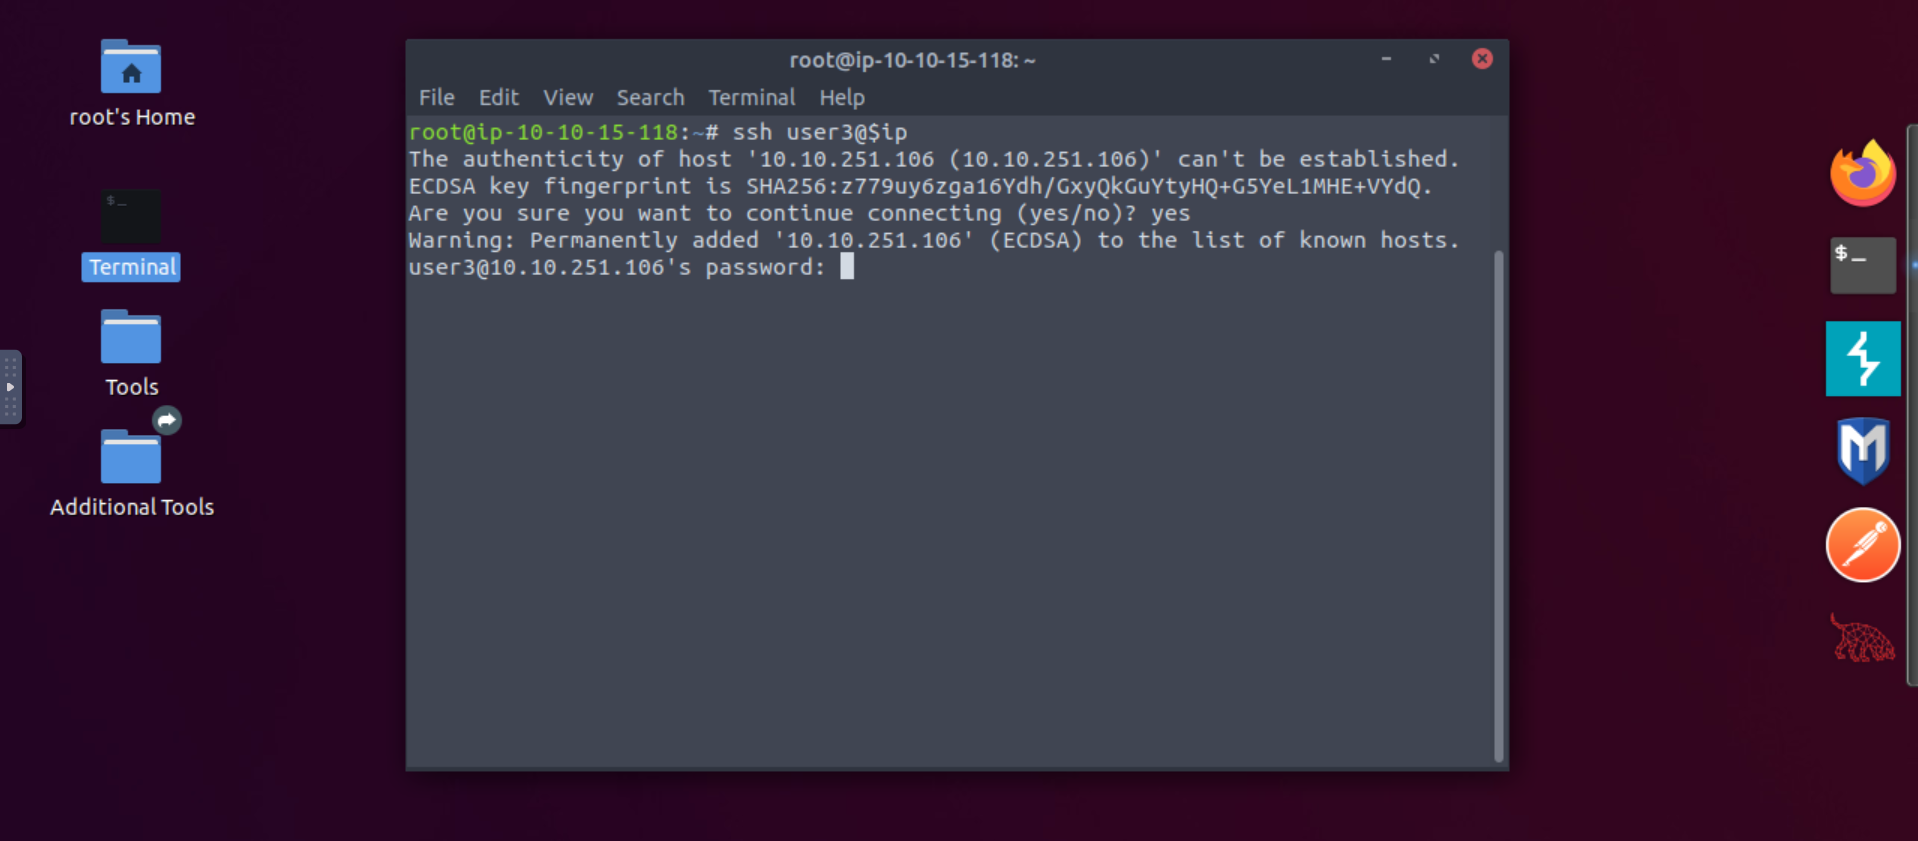 root's Home
$_
Terminal
Tools
Additional Tools
root@ip-10-10-15-118: ~
File Edit View Search Terminal Help
root@ip-10-10-15-118:~# ssh user3@$ip
The authenticity of host '10.10.251.106 (10.10.251.106)' can't be established.
ECDSA key fingerprint is SHA256:z779uy6zga16Ydh/GxyQkGuYtyHQ+G5YeL1MHE+VYdQ.
Are you sure you want to continue connecting (yes/no)? yes
Warning: Permanently added '10.10.251.106' (ECDSA) to the list of known hosts.
user3@10.10.251.106's password:
$_
M